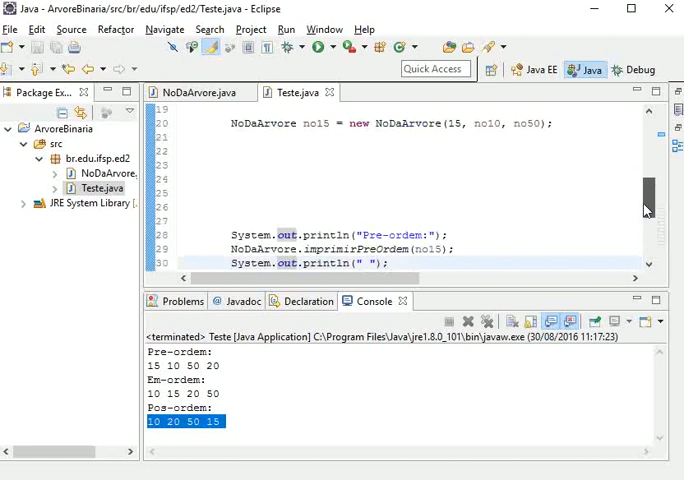 Java - ArvoreBinaria/src/br/edu/ifsp/ed2/Teste.java - Eclipse
File Edit Source Refactor Navigate Search Project Run Window Help
Quick Access Java EE Java Debug
Package Ex... NoDaArvore.java Teste.java
ArvoreBinaria
src
br.edu.ifsp.ed2
NoDaArvore.
Teste.java
JRE System Library [
19
20 NoDaArvore no15 = new NoDaArvore(15, no10, no50);
21
22
23
24
25
26
27
28 System.out.println("Pre-ordem:");
29 NoDaArvore.imprimirPreOrdem(no15);
30 System.out.println(" ");
Problems Javadoc Declaration Console
<terminated> Teste [Java Application] C:\Program Files\Java\jre1.8.0_101\bin\javaw.exe (30/08/2016 11:17:23)
Pre-ordem:
15 10 50 20
Em-ordem:
10 15 20 50
Pos-ordem:
10 20 50 15